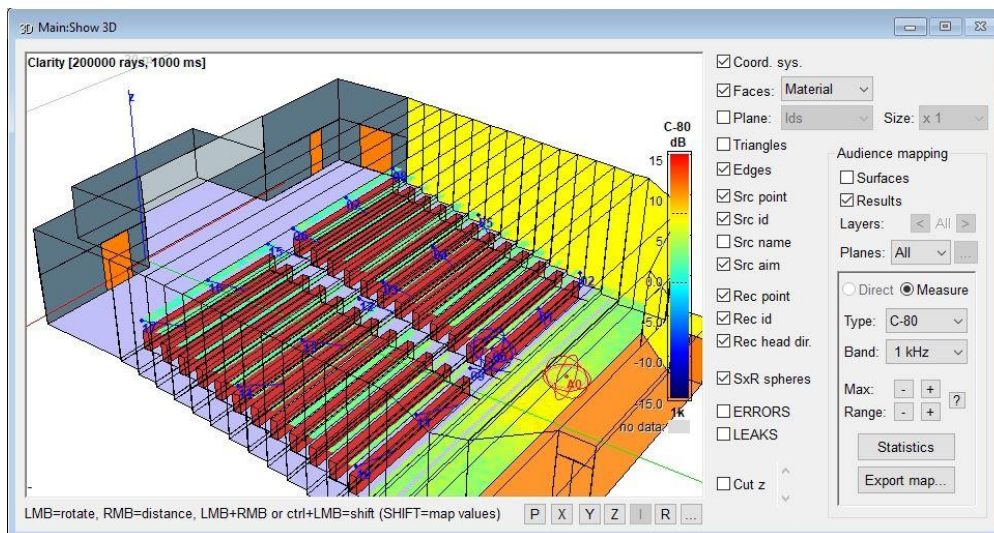 3D Main:Show 3D
Clarity [200000 rays, 1000 ms]
z
C-80
dB
15
10
5
0.0
-5.0
-10.0
-15.0
1k
no data:
A0
02
15
LMB=rotate, RMB=distance, LMB+RMB or ctrl+LMB=shift (SHIFT=map values)
P X Y Z I R ...
Coord. sys.
Faces: Material
Plane: Ids Size: x 1
Triangles
Edges
Src point
Src id
Src name
Src aim
Rec point
Rec id
Rec head dir.
SxR spheres
ERRORS
LEAKS
Cut z
Audience mapping
Surfaces
Results
Layers: < All >
Planes: All ...
Direct Measure
Type: C-80
Band: 1 kHz
Max: - +
Range: - + ?
Statistics
Export map...